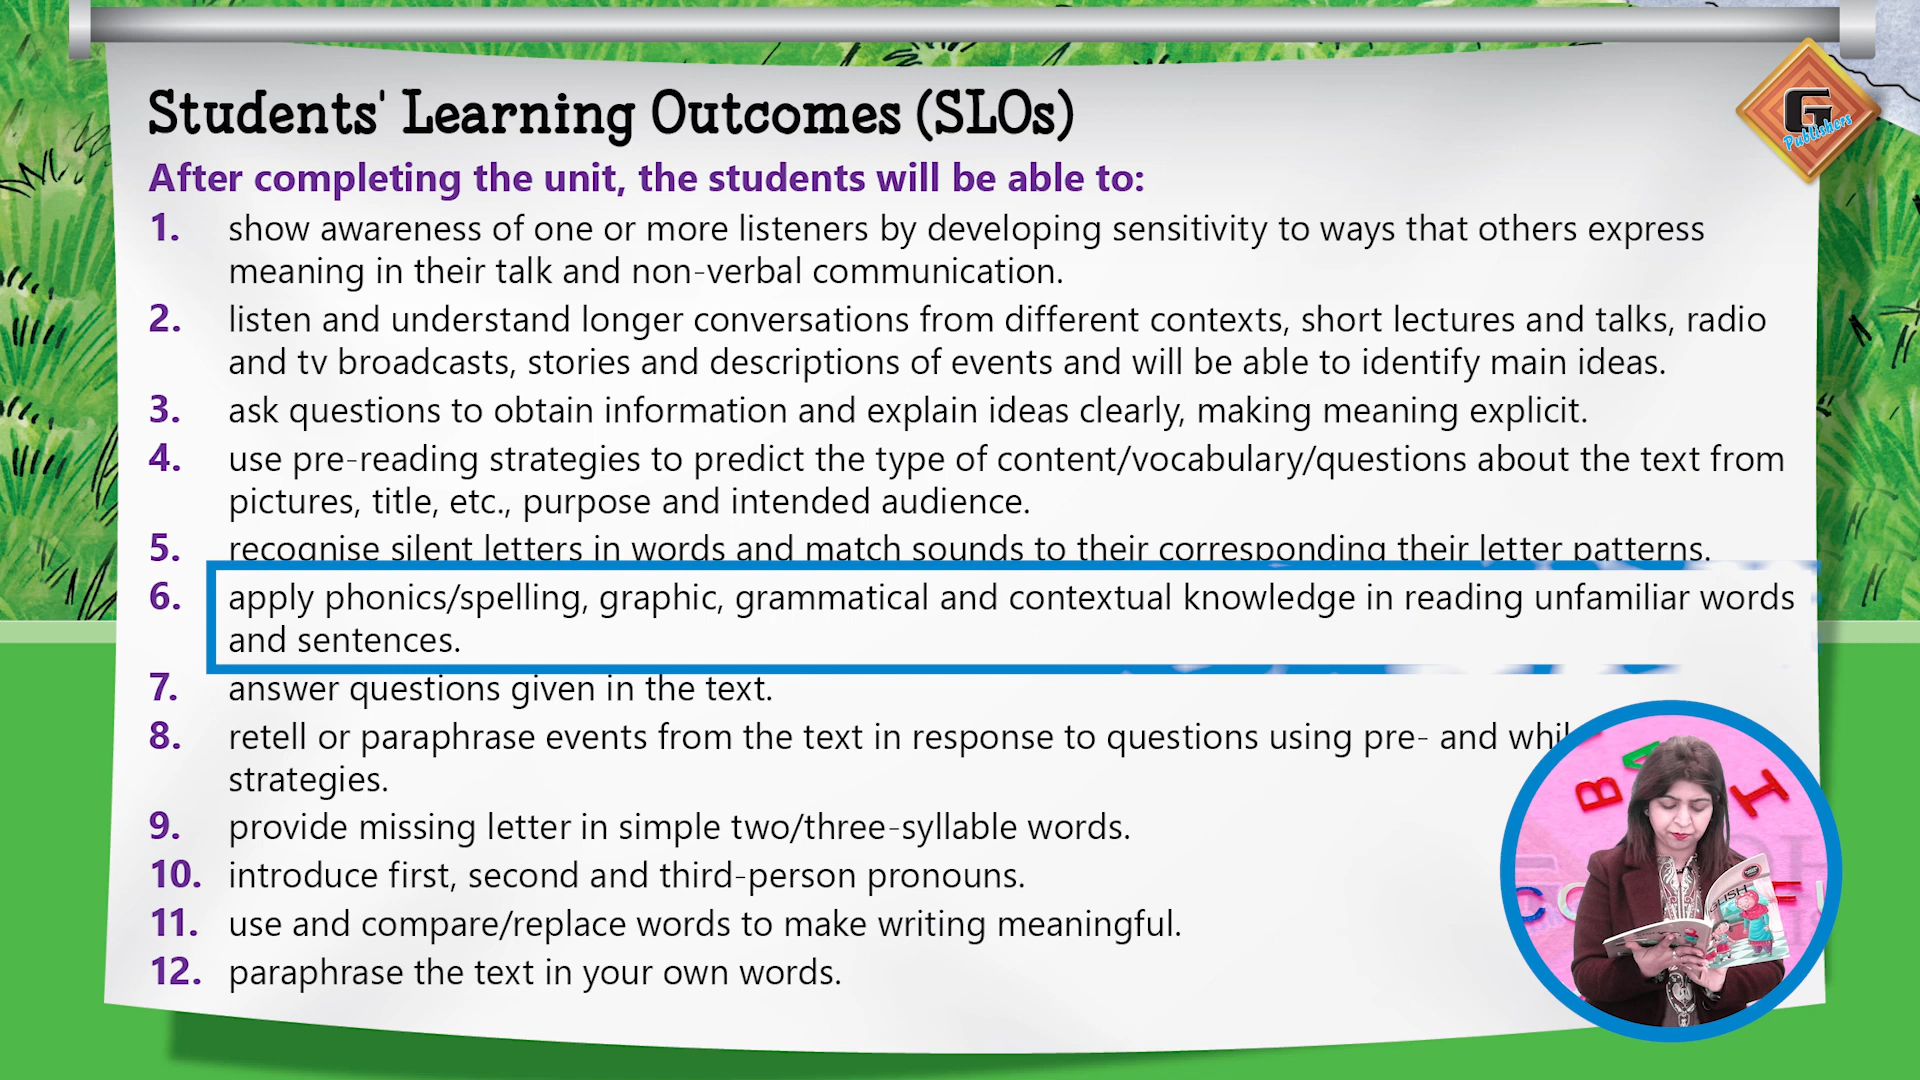 Students' Learning Outcomes (SLOs)
G
Publishers
After completing the unit, the students will be able to:
1. show awareness of one or more listeners by developing sensitivity to ways that others express
meaning in their talk and non-verbal communication.
2. listen and understand longer conversations from different contexts, short lectures and talks, radio
and tv broadcasts, stories and descriptions of events and will be able to identify main ideas.
3. ask questions to obtain information and explain ideas clearly, making meaning explicit.
4. use pre-reading strategies to predict the type of content/vocabulary/questions about the text from
pictures, title, etc., purpose and intended audience.
5. recognise silent letters in words and match sounds to their corresponding their letter patterns.
6. apply phonics/spelling, graphic, grammatical and contextual knowledge in reading unfamiliar words
and sentences.
7. answer questions given in the text.
8. retell or paraphrase events from the text in response to questions using pre- and
strategies.
9. provide missing letter in simple two/three-syllable words.
10. introduce first, second and third-person pronouns.
11. use and compare/replace words to make writing meaningful.
12. paraphrase the text in your own words.